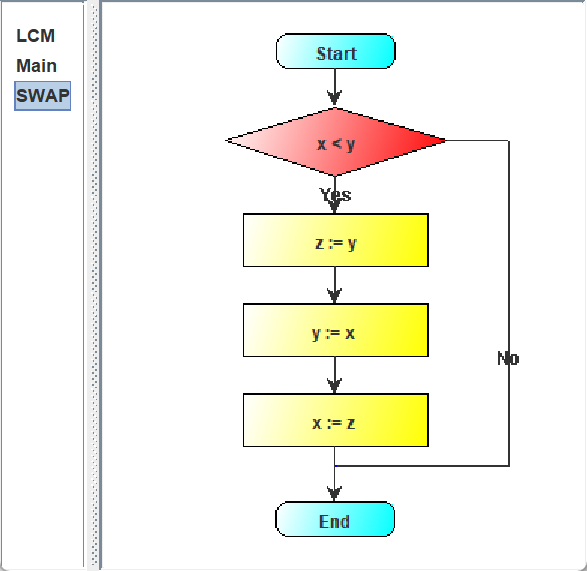 LCM
Main
SWAP
Start
x < y
Yes
z := y
y := x
No
x := z
End